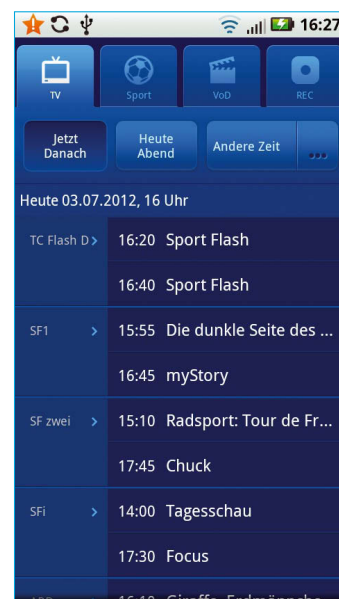 16:27
TV Sport VoD REC
Jetzt Danach
Heute Abend
Andere Zeit ...
Heute 03.07.2012, 16 Uhr
TC Flash D > 16:20 Sport Flash
16:40 Sport Flash
SF1 > 15:55 Die dunkle Seite des ...
16:45 myStory
SF zwei > 15:10 Radsport: Tour de Fr...
17:45 Chuck
SFi > 14:00 Tagesschau
17:30 Focus